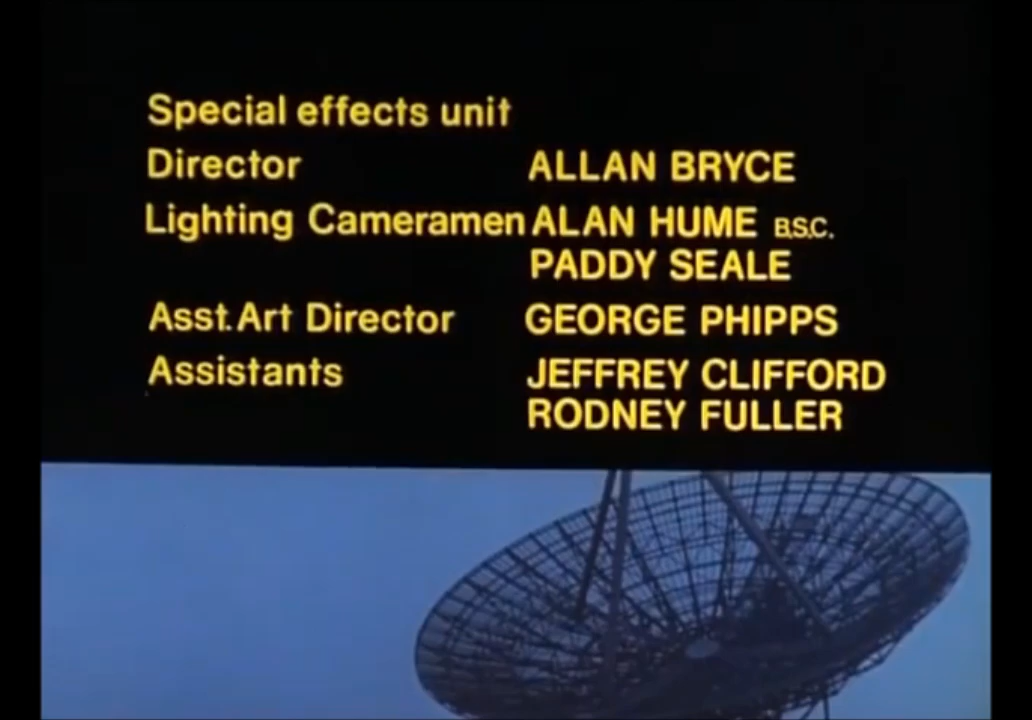 Special effects unit
Director ALLAN BRYCE
Lighting Cameramen ALAN HUME B.S.C.
PADDY SEALE
Asst. Art Director GEORGE PHIPPS
Assistants JEFFREY CLIFFORD
RODNEY FULLER